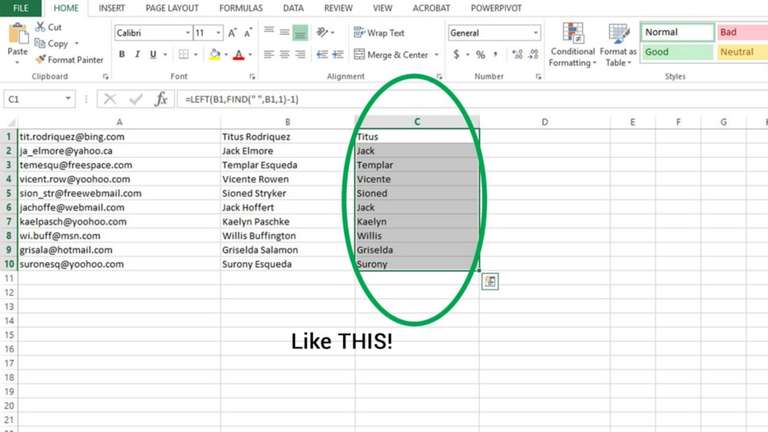 FILE HOME INSERT PAGE LAYOUT FORMULAS DATA REVIEW VIEW ACROBAT POWERPIVOT
Cut
Copy
Format Painter
Paste
Clipboard
Calibri 11
B I U
Font
Wrap Text
Merge & Center
Alignment
General
$ % ,
Number
Conditional Formatting
Format as Table
Normal Bad
Good Neutral
Styles
C1 fx =LEFT(B1,FIND(" ",B1,1)-1)
A B C D E F G
1 tit.rodriquez@bing.com Titus Rodriquez Titus
2 ja_elmore@yahoo.ca Jack Elmore Jack
3 temesqu@freespace.com Templar Esqueda Templar
4 vicent.row@yoohoo.com Vicente Rowen Vicente
5 sion_str@freewebmail.com Sioned Stryker Sioned
6 jachoffe@webmail.com Jack Hoffert Jack
7 kaelpasch@yoohoo.com Kaelyn Paschke Kaelyn
8 wi.buff@msn.com Willis Buffington Willis
9 grisala@hotmail.com Griselda Salamon Griselda
10 suronesq@yoohoo.com Surony Esqueda Surony
11
12
13
14
15
Like THIS!
16
17
18
19
20
21